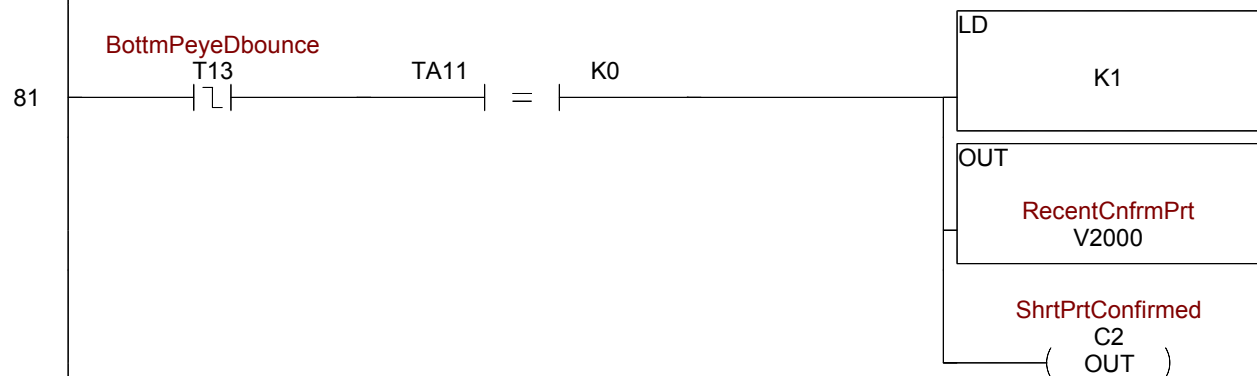 LD
BottmPeyeDbounce
T13
TA11
=
K0
K1
81
OUT
RecentCnfrmPrt
V2000
ShrtPrtConfirmed
C2
( OUT )